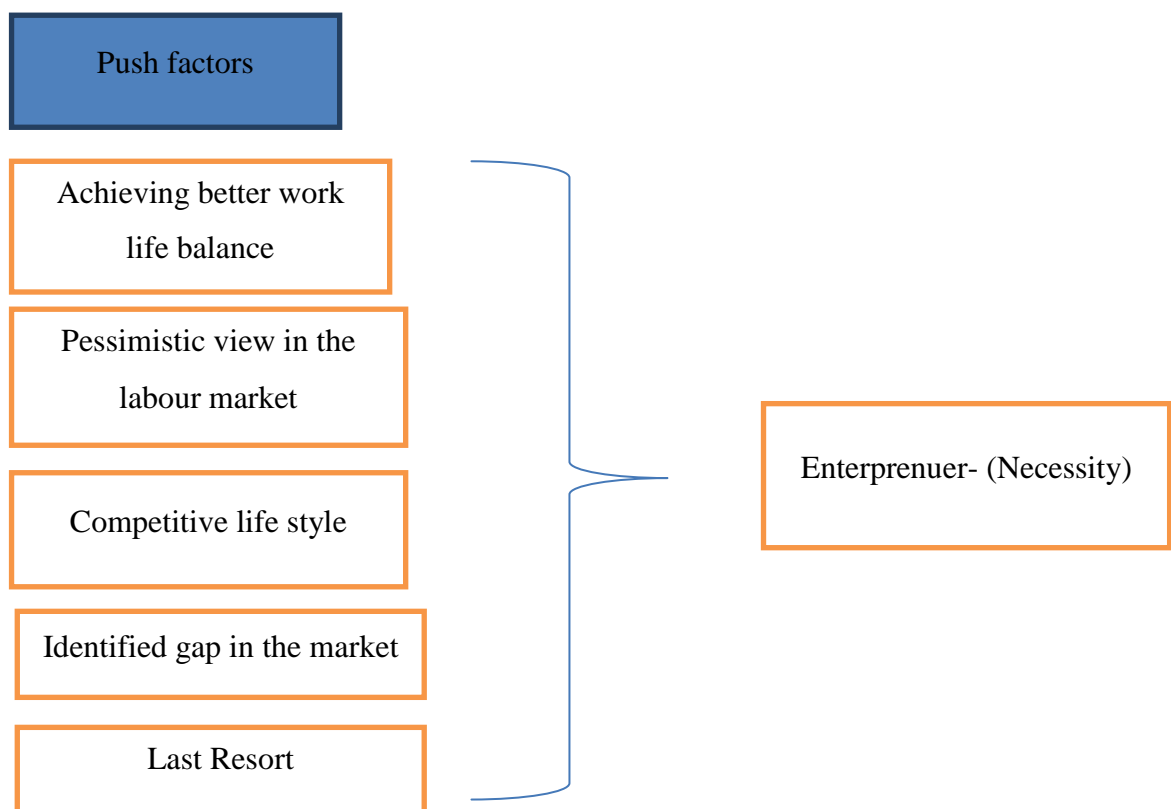 Push factors
Achieving better work
life balance
Pessimistic view in the
labour market
Competitive life style
Identified gap in the market
Last Resort
Enterprenuer- (Necessity)